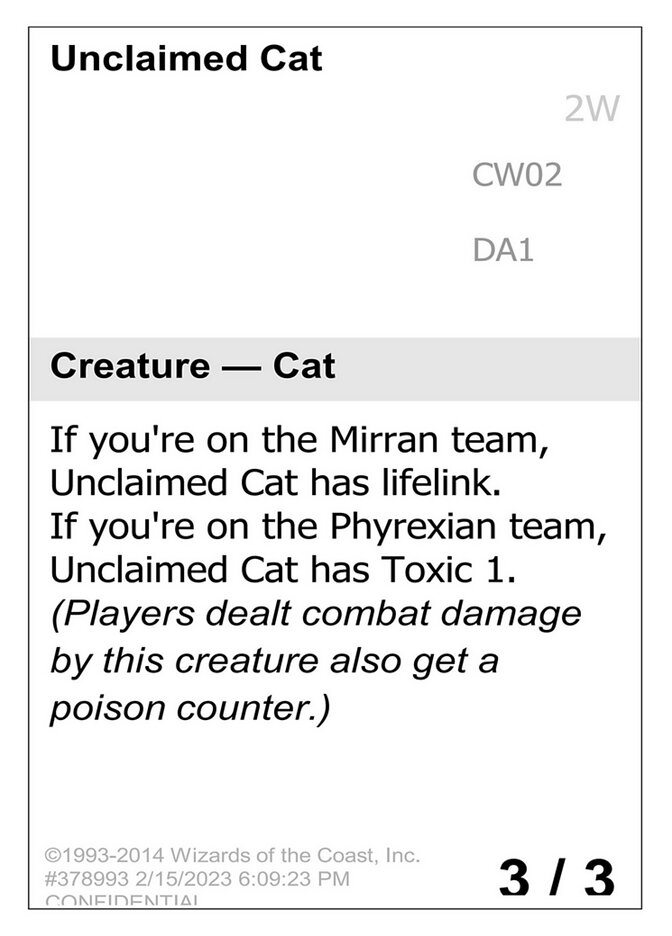 Unclaimed Cat
2W
CW02
DA1
Creature — Cat
If you're on the Mirran team,
Unclaimed Cat has lifelink.
If you're on the Phyrexian team,
Unclaimed Cat has Toxic 1.
(Players dealt combat damage
by this creature also get a
poison counter.)
©1993-2014 Wizards of the Coast, Inc.
#378993 2/15/2023 6:09:23 PM
CONFIDENTIAL
3 / 3